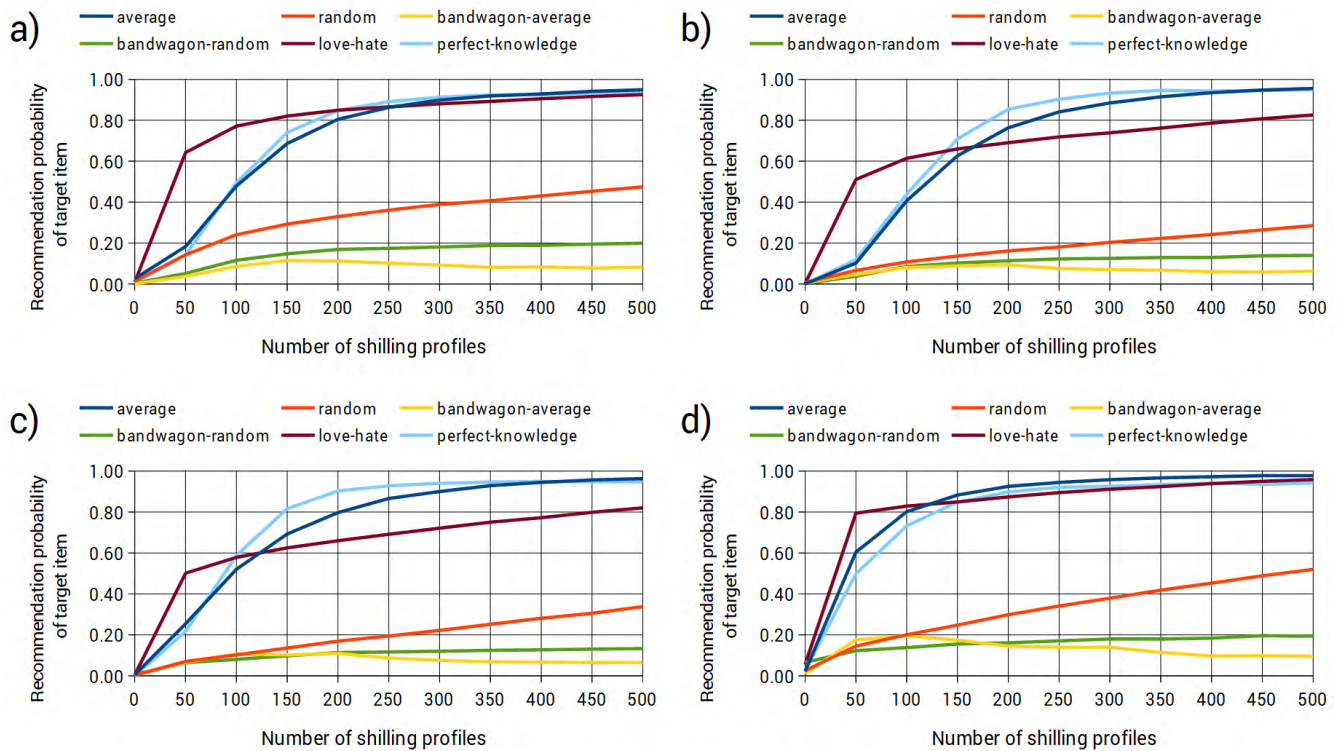 a)
average random bandwagon-average
bandwagon-random love-hate perfect-knowledge
Recommendation probability
of target item
1.00
0.80
0.60
0.40
0.20
0.00
0 50 100 150 200 250 300 350 400 450 500
Number of shilling profiles
b)
average random bandwagon-average
bandwagon-random love-hate perfect-knowledge
Recommendation probability
of target item
1.00
0.80
0.60
0.40
0.20
0.00
0 50 100 150 200 250 300 350 400 450 500
Number of shilling profiles
c)
average random bandwagon-average
bandwagon-random love-hate perfect-knowledge
Recommendation probability
of target item
1.00
0.80
0.60
0.40
0.20
0.00
0 50 100 150 200 250 300 350 400 450 500
Number of shilling profiles
d)
average random bandwagon-average
bandwagon-random love-hate perfect-knowledge
Recommendation probability
of target item
1.00
0.80
0.60
0.40
0.20
0.00
0 50 100 150 200 250 300 350 400 450 500
Number of shilling profiles